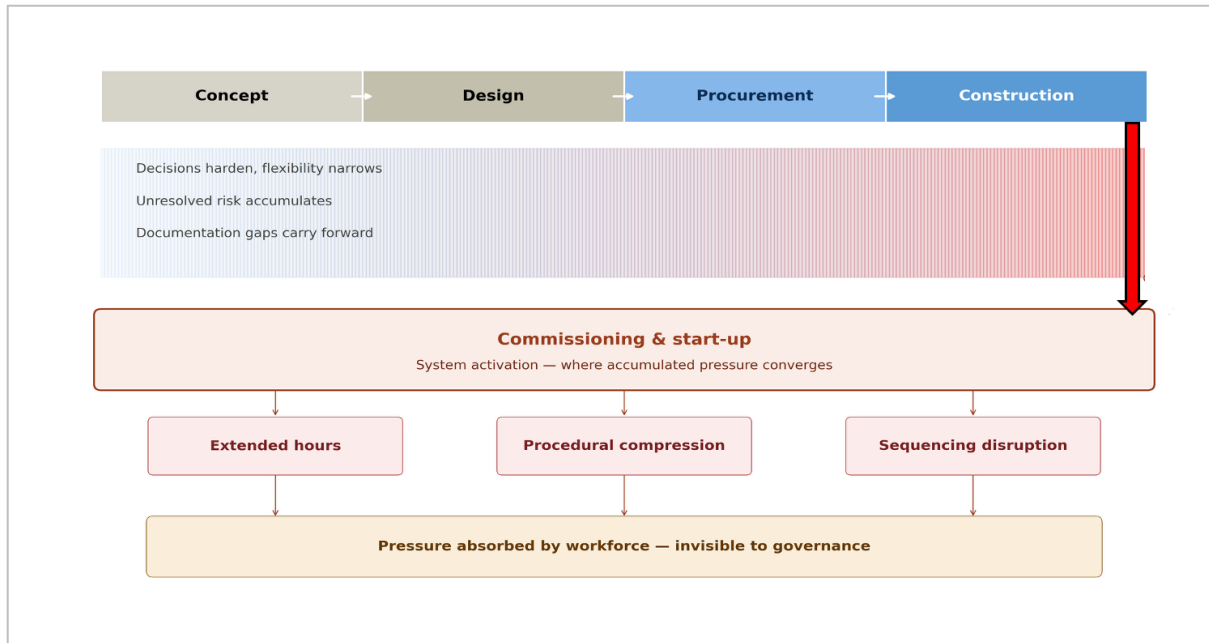 Concept
Design
Procurement
Construction
Decisions harden, flexibility narrows
Unresolved risk accumulates
Documentation gaps carry forward
Commissioning & start-up
System activation — where accumulated pressure converges
Extended hours
Procedural compression
Sequencing disruption
Pressure absorbed by workforce — invisible to governance